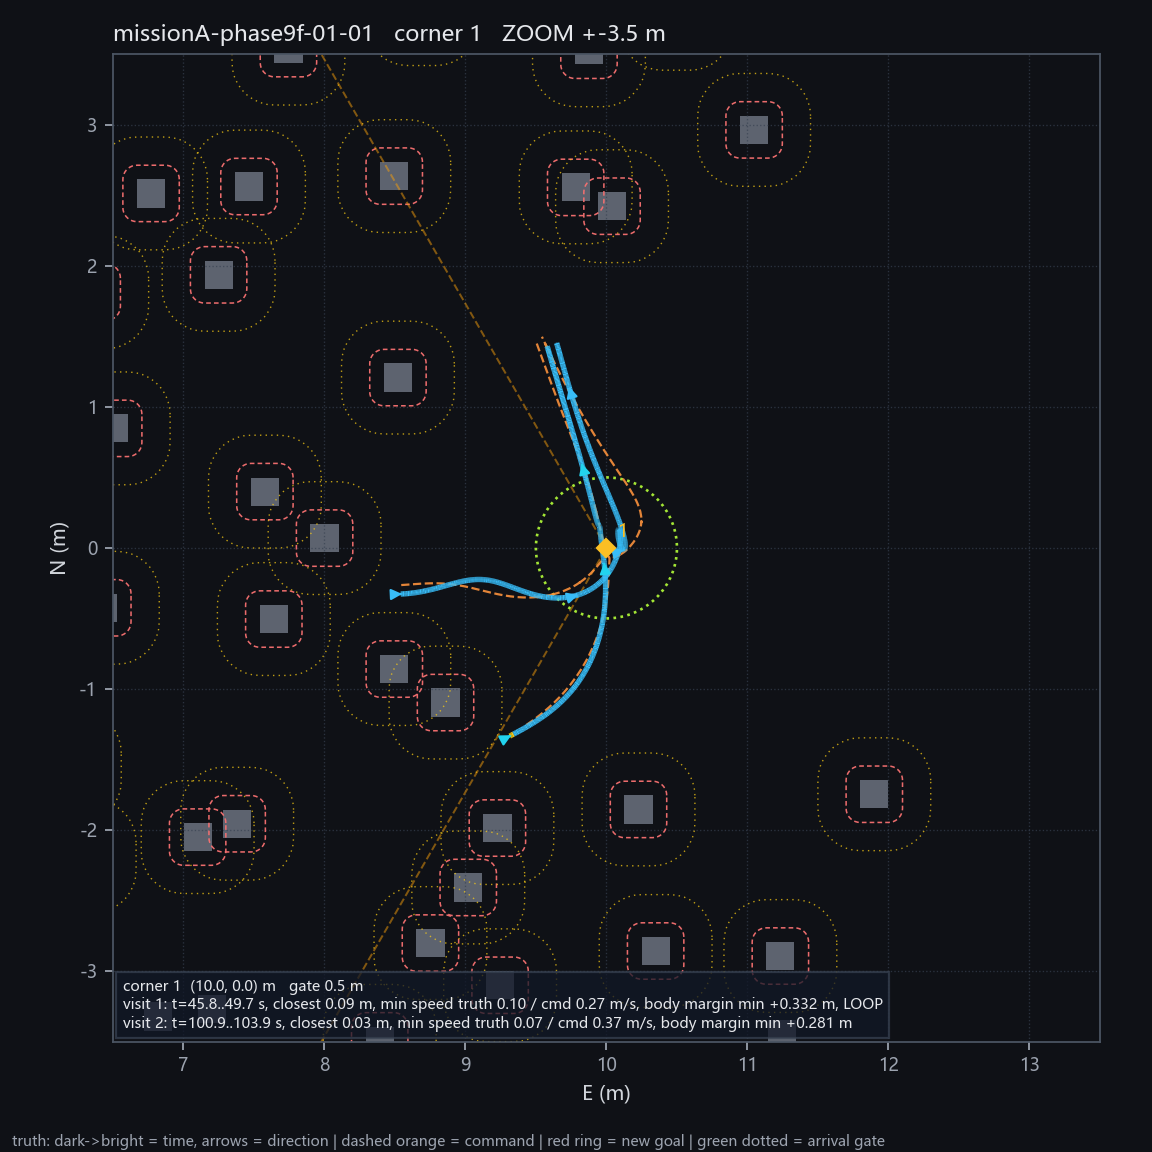 missionA-phase9f-01-01   corner 1   ZOOM +-3.5 m
3
2
1
0
-1
-2
-3
N (m)
corner 1  (10.0, 0.0) m   gate 0.5 m
visit 1: t=45.8..49.7 s, closest 0.09 m, min speed truth 0.10 / cmd 0.27 m/s, body margin min +0.332 m, LOOP
visit 2: t=100.9..103.9 s, closest 0.03 m, min speed truth 0.07 / cmd 0.37 m/s, body margin min +0.281 m
7 8 9 10 11 12 13
E (m)
truth: dark->bright = time, arrows = direction | dashed orange = command | red ring = new goal | green dotted = arrival gate